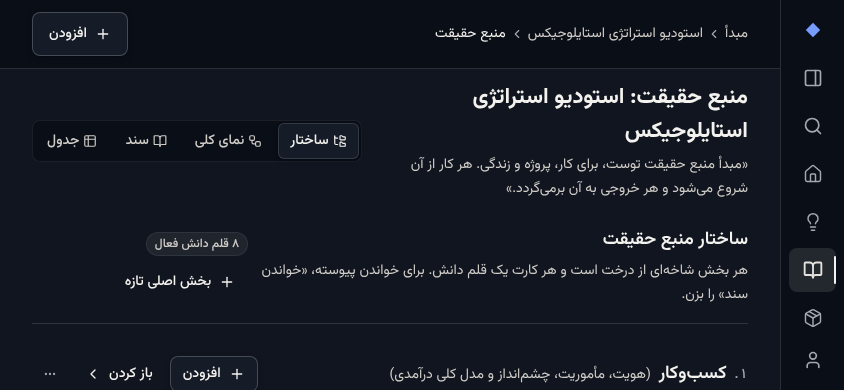 مبدأ › استودیو استراتژی استایلوجیکس › منبع حقیقت
+ افزودن
منبع حقیقت: استودیو استراتژی
استایلوجیکس
«مبدأ منبع حقیقت توست، برای کار، پروژه و زندگی. هر کار از آن
شروع می‌شود و هر خروجی به آن برمی‌گردد.»
ساختار
نمای کلی
سند
جدول
ساختار منبع حقیقت
۸ قلم دانش فعال
هر بخش شاخه‌ای از درخت است و هر کارت یک قلم دانش. برای خواندن پیوسته، «خواندن
سند» را بزن.
+ بخش اصلی تازه
۱. کسب‌وکار (هویت، مأموریت، چشم‌انداز و مدل کلی درآمدی)
+ افزودن
باز کردن
...